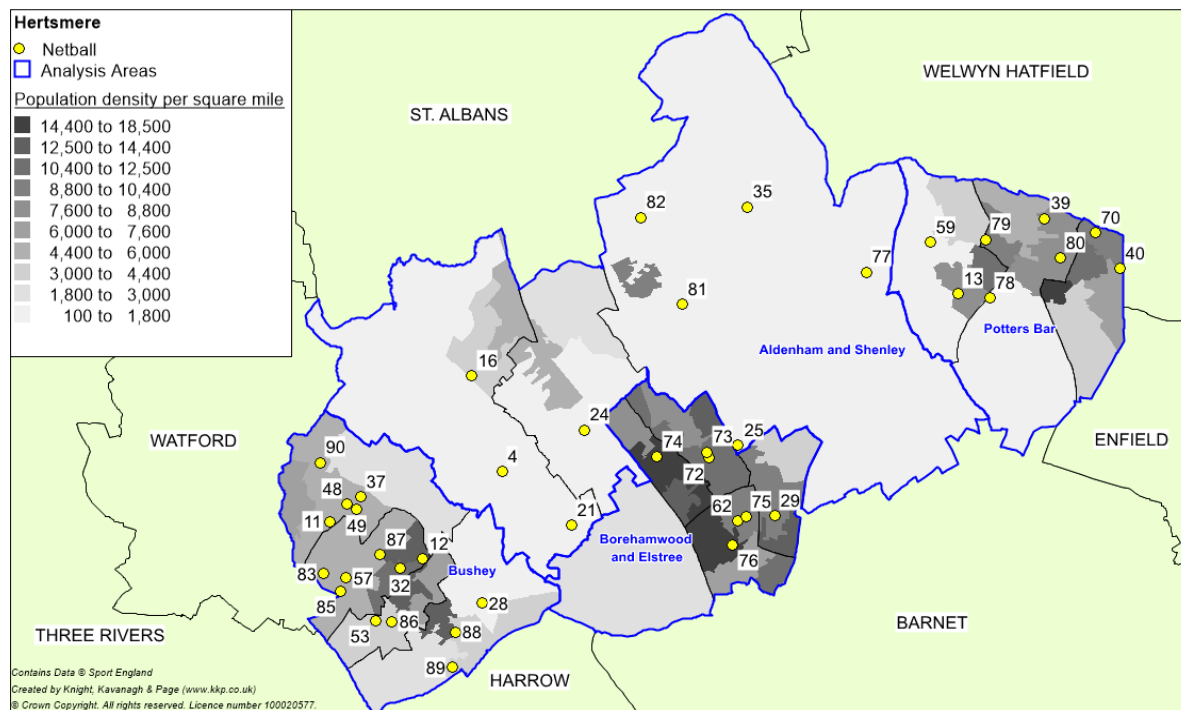 Hertsmere
Netball
Analysis Areas
Population density per square mile
14,400 to 18,500
12,500 to 14,400
10,400 to 12,500
8,800 to 10,400
7,600 to 8,800
6,000 to 7,600
4,400 to 6,000
3,000 to 4,400
1,800 to 3,000
100 to 1,800
WELWYN HATFIELD
ST. ALBANS
82
35
39
70
59
79
80
40
77
13
78
81
Potters Bar
Aldenham and Shenley
16
24
25
73
74
WATFORD
ENFIELD
90
4
72
37
48
62
75
29
11
49
21
87
12
Borehamwood
and Elstree
76
83
57
32
Bushey
85
28
THREE RIVERS
53
86
88
BARNET
89
HARROW
Contains Data © Sport England
Created by Knight, Kavanagh & Page (www.kkp.co.uk)
© Crown Copyright. All rights reserved. Licence number 100020577.